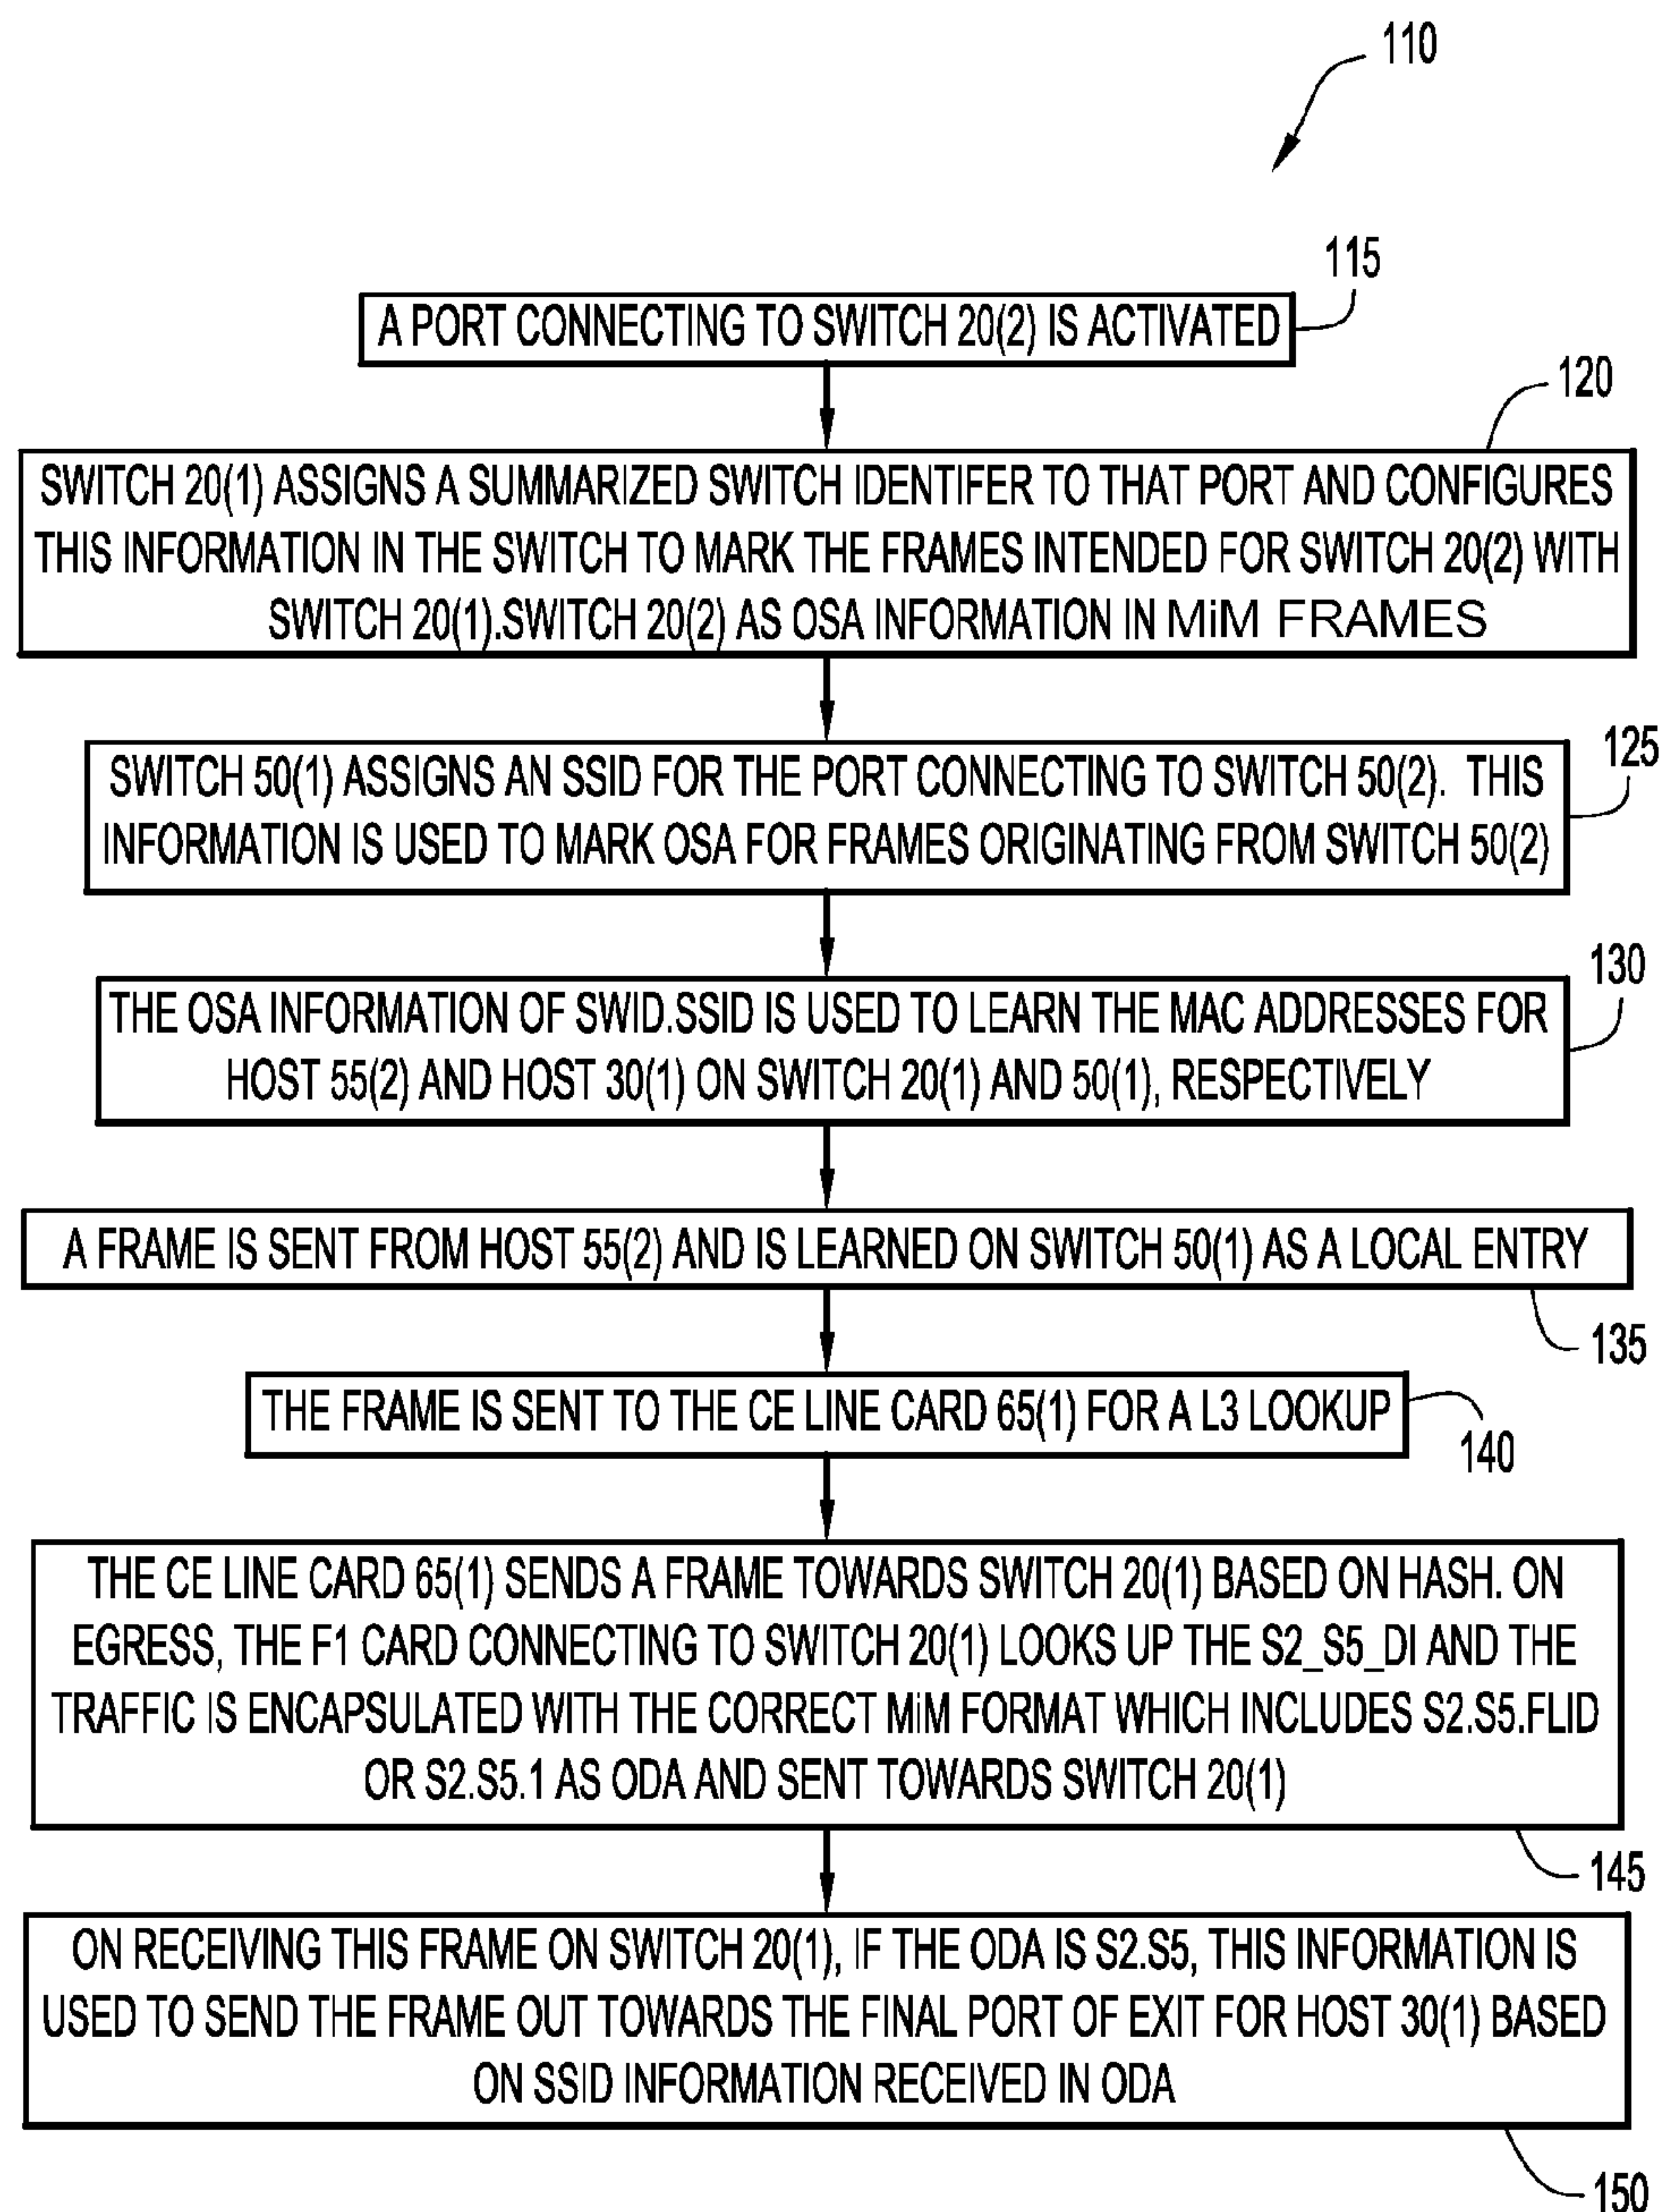 110
115
A PORT CONNECTING TO SWITCH 20(2) IS ACTIVATED
120
SWITCH 20(1) ASSIGNS A SUMMARIZED SWITCH IDENTIFER TO THAT PORT AND CONFIGURES
THIS INFORMATION IN THE SWITCH TO MARK THE FRAMES INTENDED FOR SWITCH 20(2) WITH
SWITCH 20(1).SWITCH 20(2) AS OSA INFORMATION IN MiM FRAMES
125
SWITCH 50(1) ASSIGNS AN SSID FOR THE PORT CONNECTING TO SWITCH 50(2). THIS
INFORMATION IS USED TO MARK OSA FOR FRAMES ORIGINATING FROM SWITCH 50(2)
130
THE OSA INFORMATION OF SWID.SSID IS USED TO LEARN THE MAC ADDRESSES FOR
HOST 55(2) AND HOST 30(1) ON SWITCH 20(1) AND 50(1), RESPECTIVELY
A FRAME IS SENT FROM HOST 55(2) AND IS LEARNED ON SWITCH 50(1) AS A LOCAL ENTRY
135
THE FRAME IS SENT TO THE CE LINE CARD 65(1) FOR A L3 LOOKUP
140
THE CE LINE CARD 65(1) SENDS A FRAME TOWARDS SWITCH 20(1) BASED ON HASH. ON
EGRESS, THE F1 CARD CONNECTING TO SWITCH 20(1) LOOKS UP THE S2_S5_DI AND THE
TRAFFIC IS ENCAPSULATED WITH THE CORRECT MiM FORMAT WHICH INCLUDES S2.S5.FLID
OR S2.S5.1 AS ODA AND SENT TOWARDS SWITCH 20(1)
145
ON RECEIVING THIS FRAME ON SWITCH 20(1), IF THE ODA IS S2.S5, THIS INFORMATION IS
USED TO SEND THE FRAME OUT TOWARDS THE FINAL PORT OF EXIT FOR HOST 30(1) BASED
ON SSID INFORMATION RECEIVED IN ODA
150